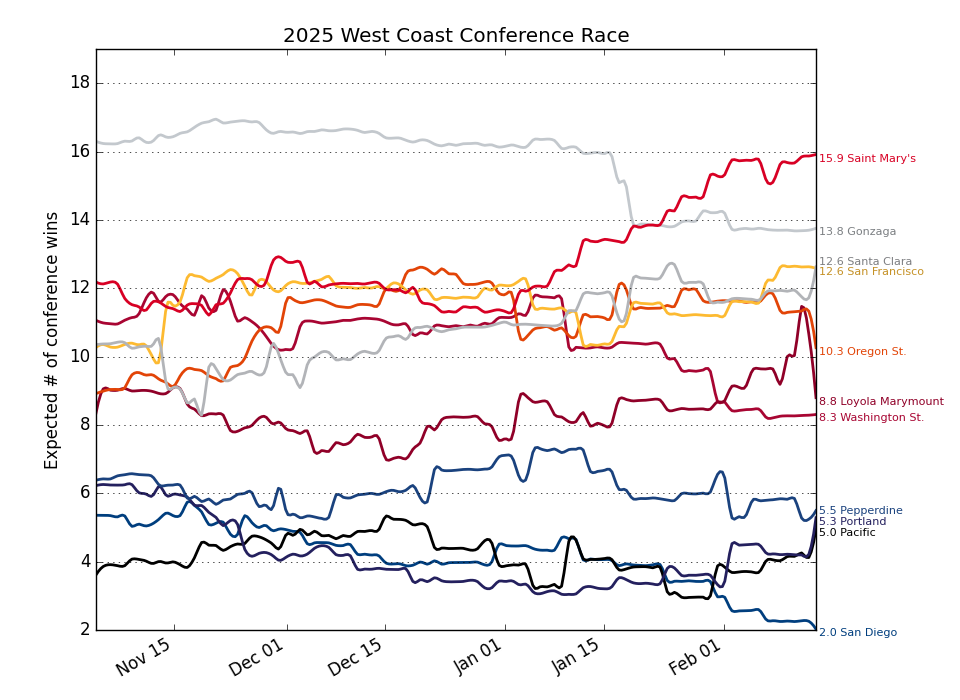 2025 West Coast Conference Race
Expected # of conference wins
18
16
14
12
10
8
6
4
2
Nov 15
Dec 01
Dec 15
Jan 01
Jan 15
Feb 01
15.9 Saint Mary's
13.8 Gonzaga
12.6 Santa Clara
12.6 San Francisco
10.3 Oregon St.
8.8 Loyola Marymount
8.3 Washington St.
5.5 Pepperdine
5.3 Portland
5.0 Pacific
2.0 San Diego